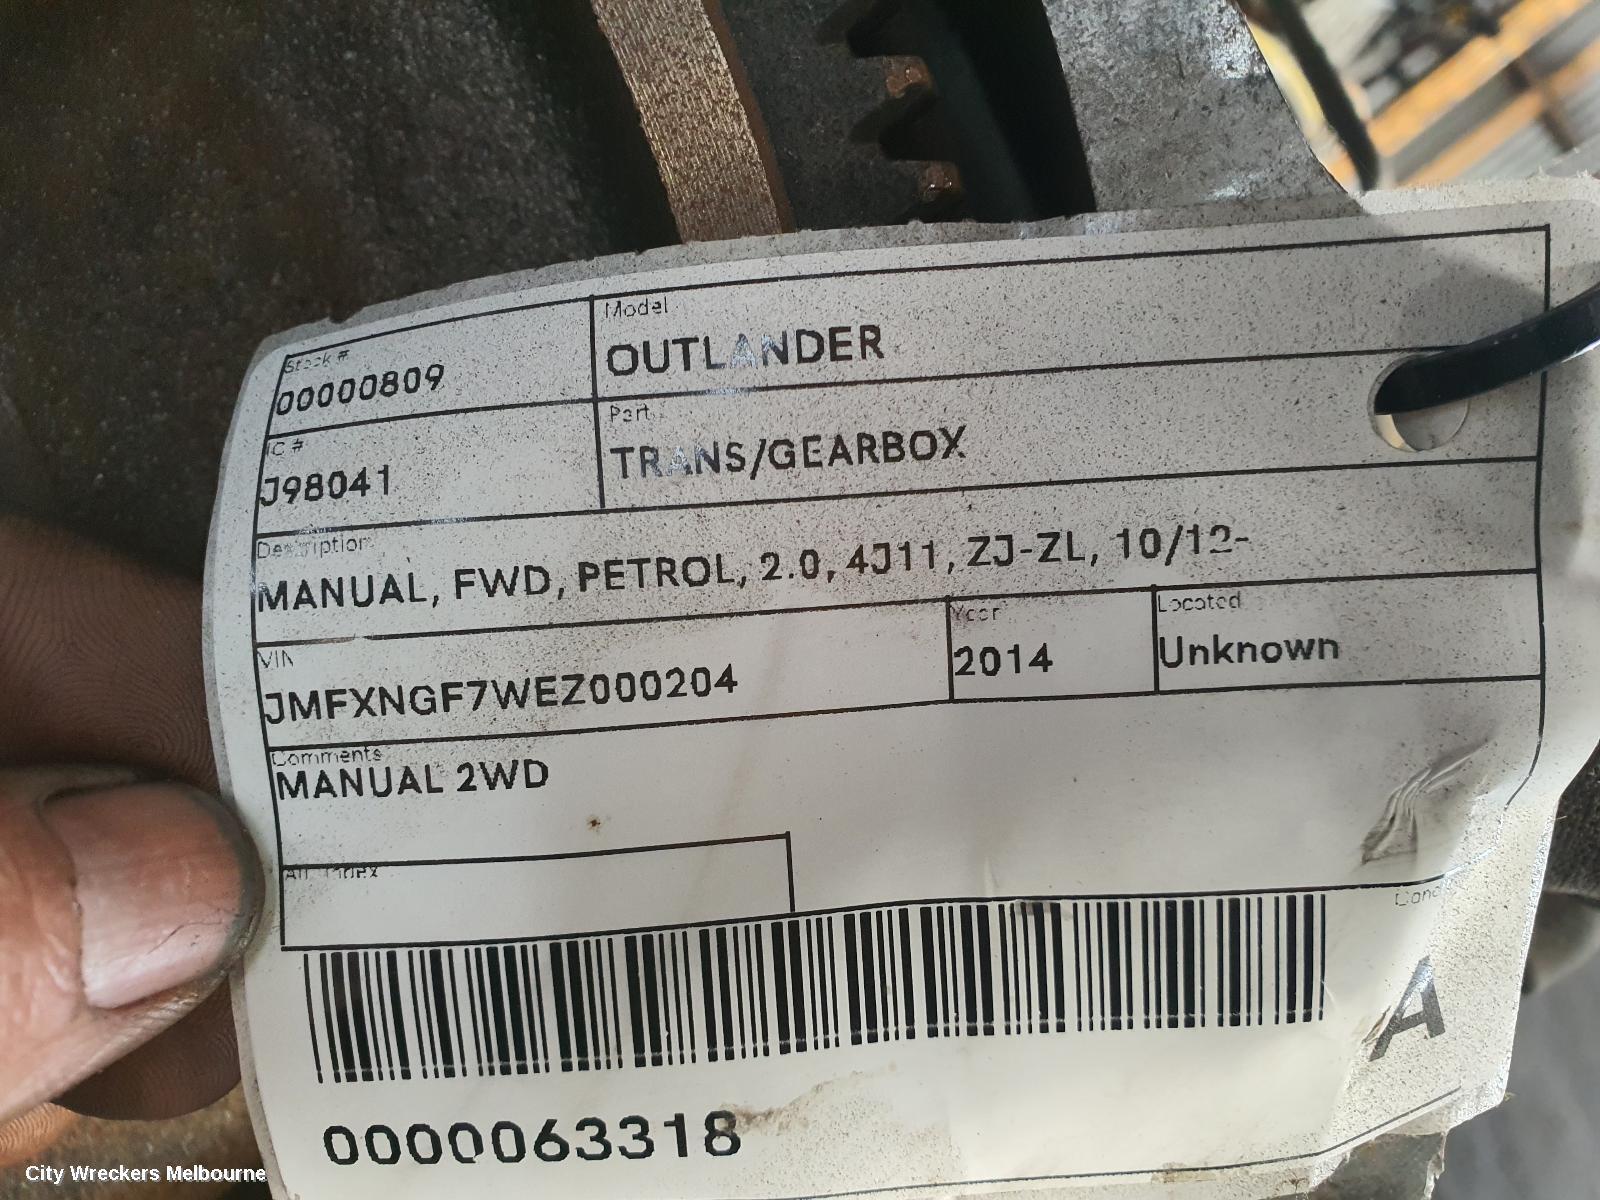 Stock #
00000809
Model
OUTLANDER
IC #
J98041
Part
TRANS/GEARBOX
Description
MANUAL, FWD, PETROL, 2.0, 4J11, ZJ-ZL, 10/12-
VIN
JMFXNGF7WEZ000204
Year
2014
Located
Unknown
Comments
MANUAL 2WD
Cond
A
0000063318
City Wreckers Melbourne